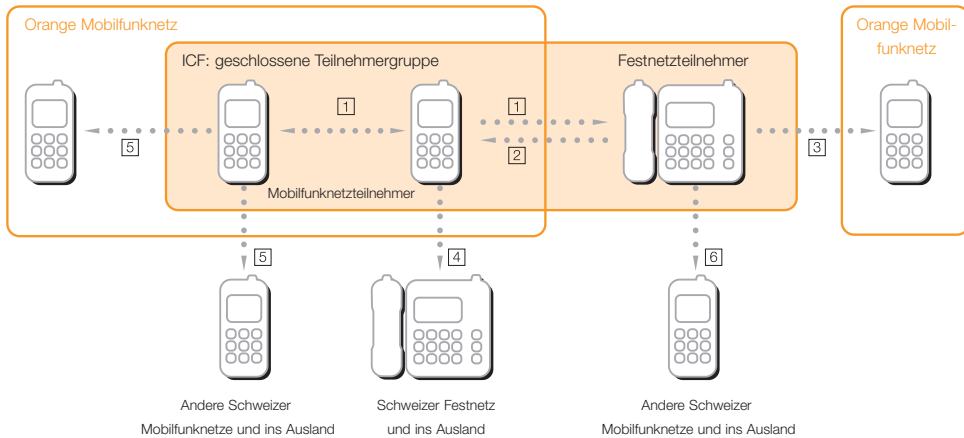 Orange Mobilfunknetz
Orange Mobil-
funknetz
ICF: geschlossene Teilnehmergruppe
Festnetzteilnehmer
1
1
2
5
3
Mobilfunknetzteilnehmer
5
4
6
Andere Schweizer
Mobilfunknetze und ins Ausland
Schweizer Festnetz
und ins Ausland
Andere Schweizer
Mobilfunknetze und ins Ausland